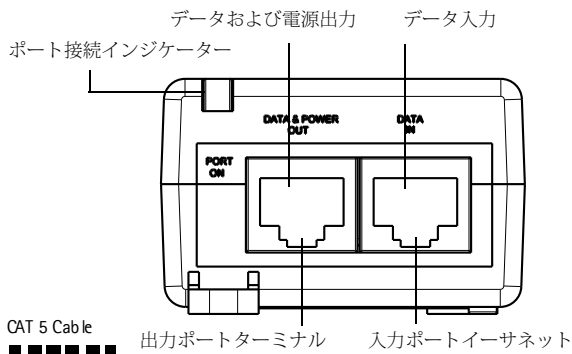 データおよび電源出力
データ入力
ポート接続インジケーター
DATA & POWER
OUT
DATA
IN
PORT
ON
CAT 5 Cable
出力ポートターミナル
入力ポートイーサネット